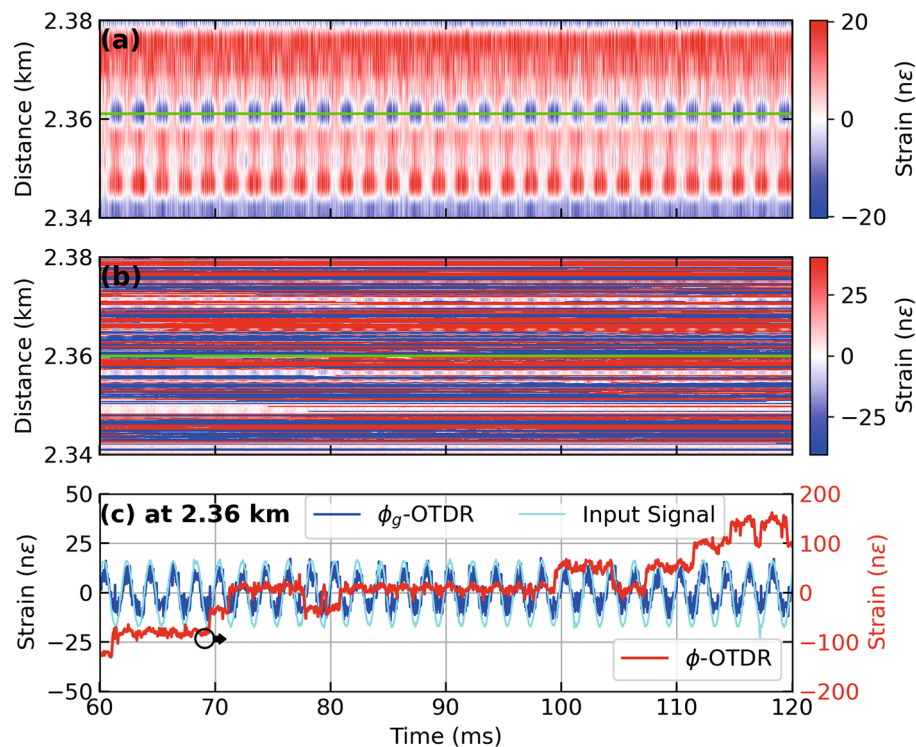 2.38
(a)
2.36
2.34
Distance (km)
20
0
−20
Strain (nε)
2.38
(b)
2.36
2.34
Distance (km)
25
0
−25
Strain (nε)
(c) at 2.36 km
ϕg-OTDR
Input Signal
ϕ-OTDR
50
25
0
−25
−50
Strain (nε)
200
100
0
−100
−200
Strain (nε)
60 70 80 90 100 110 120
Time (ms)